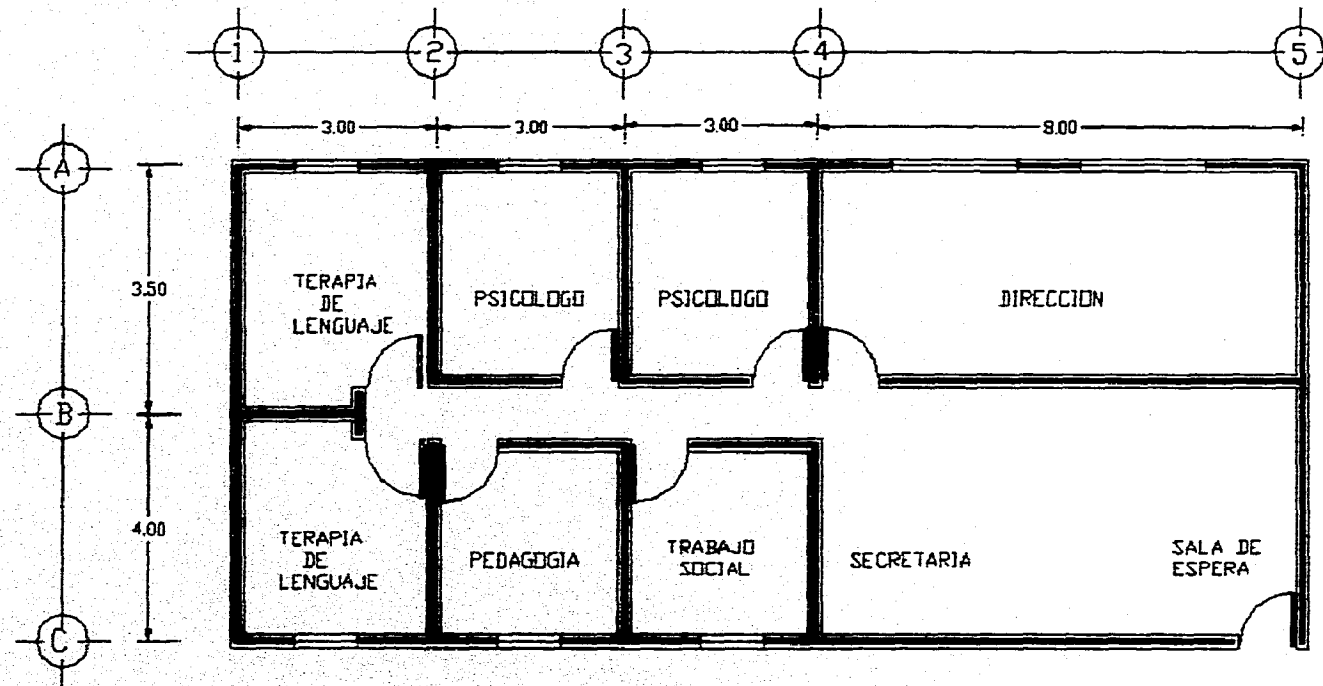 1 2 3 4 5
3.00 3.00 3.00 8.00
A
3.50
TERAPIA
DE
LENGUAJE
PSICOLOGO
PSICOLOGO
DIRECCION
B
4.00
TERAPIA
DE
LENGUAJE
PEDAGOGIA
TRABAJO
SOCIAL
SECRETARIA
SALA DE
ESPERA
C